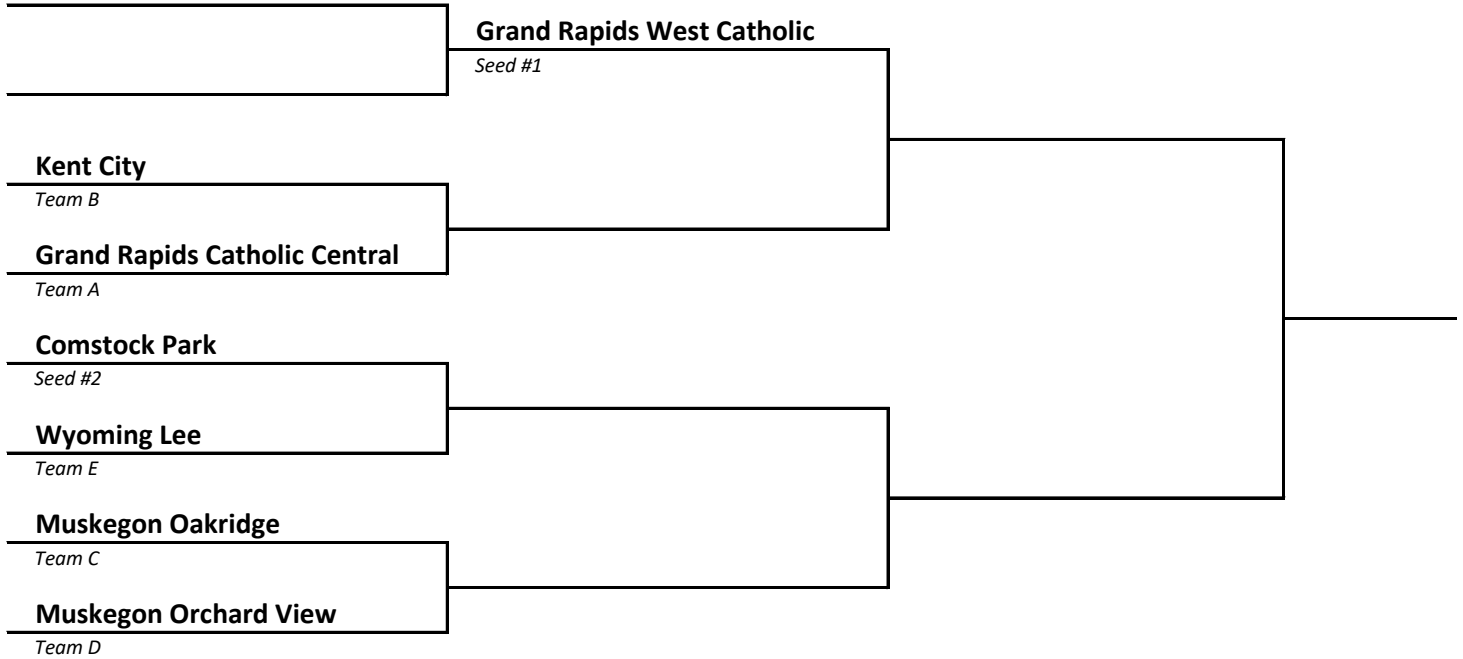 Grand Rapids West Catholic
Seed #1
Kent City
Team B
Grand Rapids Catholic Central
Team A
Comstock Park
Seed #2
Wyoming Lee
Team E
Muskegon Oakridge
Team C
Muskegon Orchard View
Team D